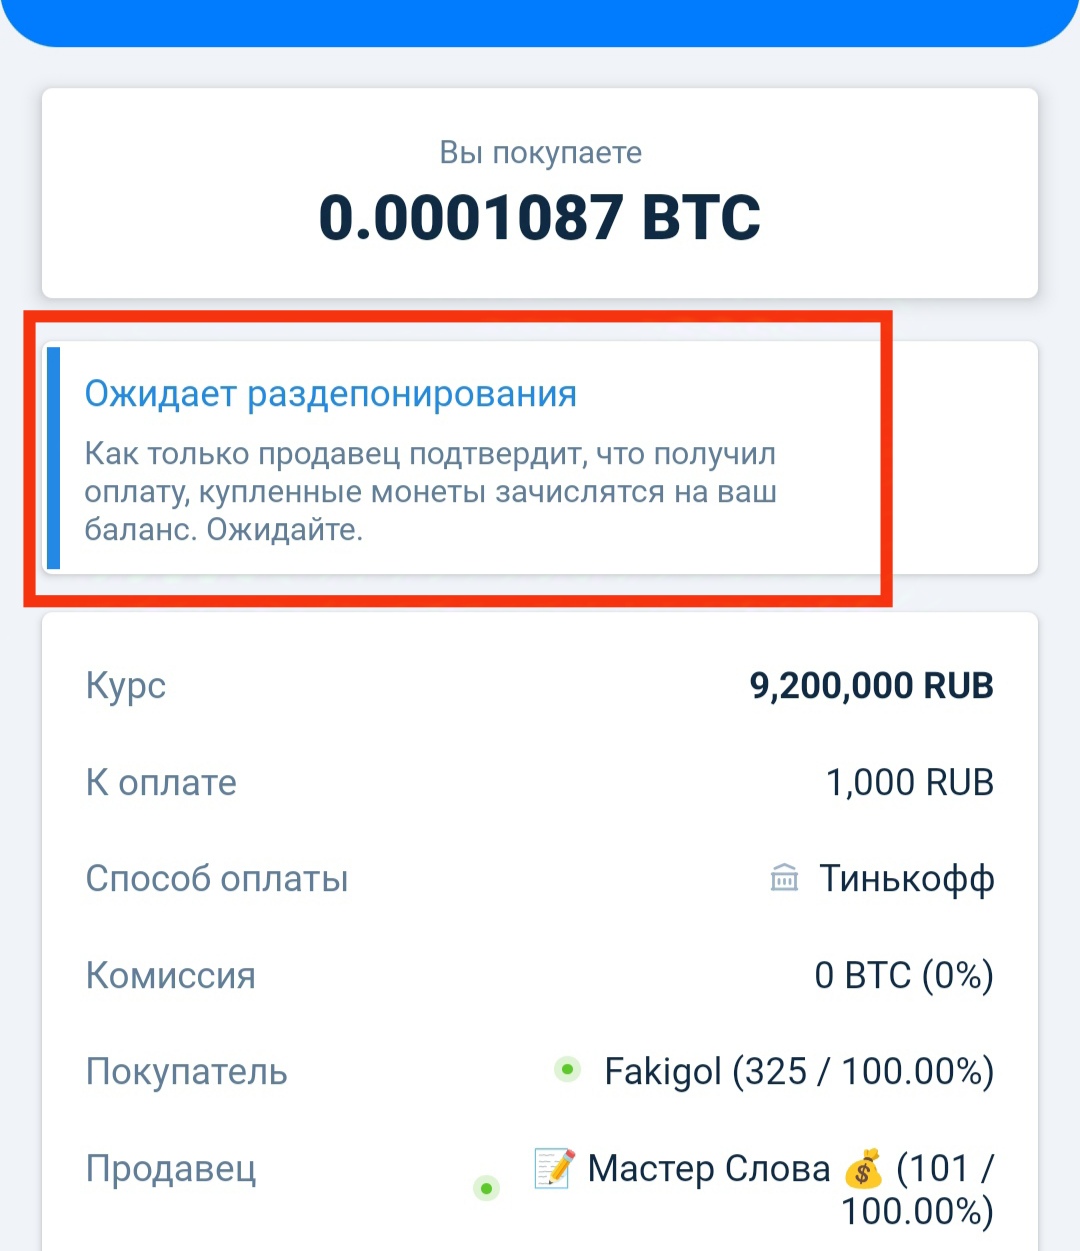 Вы покупаете
0.0001087 BTC
Ожидает раздепонирования
Как только продавец подтвердит, что получил
оплату, купленные монеты зачислятся на ваш
баланс. Ожидайте.
Курс 9,200,000 RUB
К оплате 1,000 RUB
Способ оплаты Тинькофф
Комиссия 0 BTC (0%)
Покупатель Fakigol (325 / 100.00%)
Продавец 📝 Мастер Слова 💰 (101 /
100.00%)